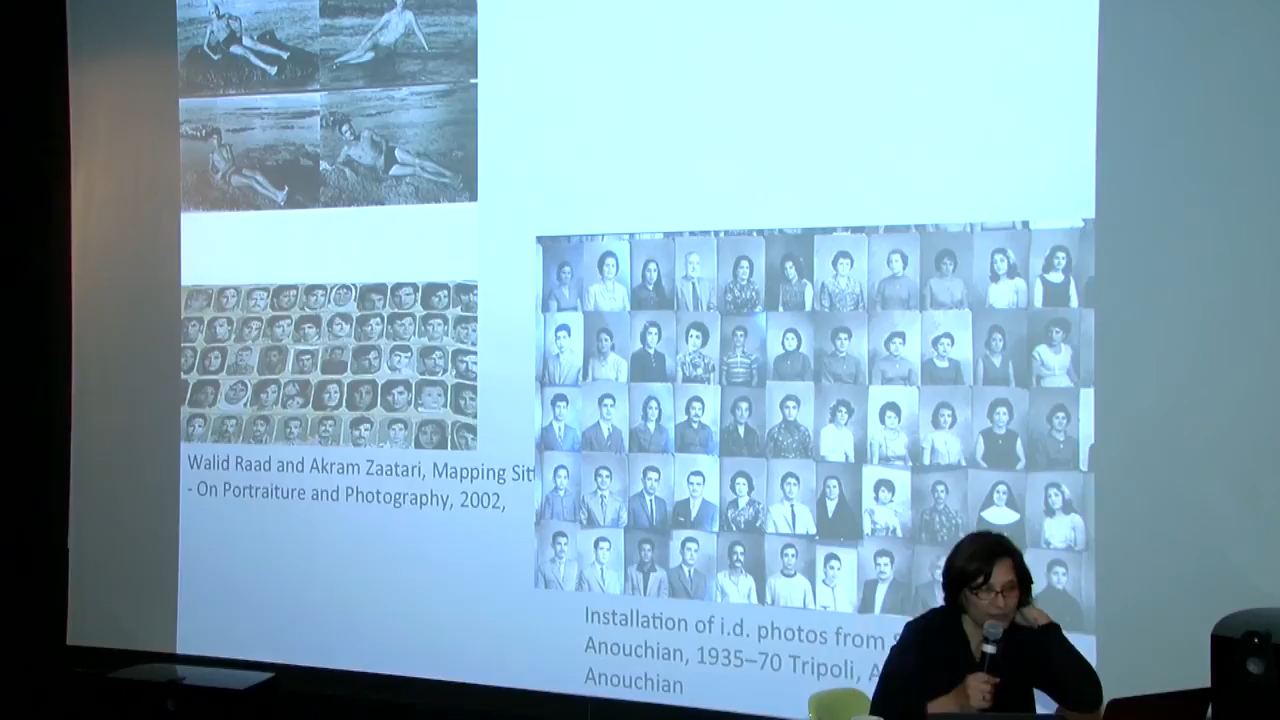 Walid Raad and Akram Zaatari, Mapping Sit
- On Portraiture and Photography, 2002,
Installation of i.d. photos from
Anouchian, 1935–70 Tripoli,
Anouchian